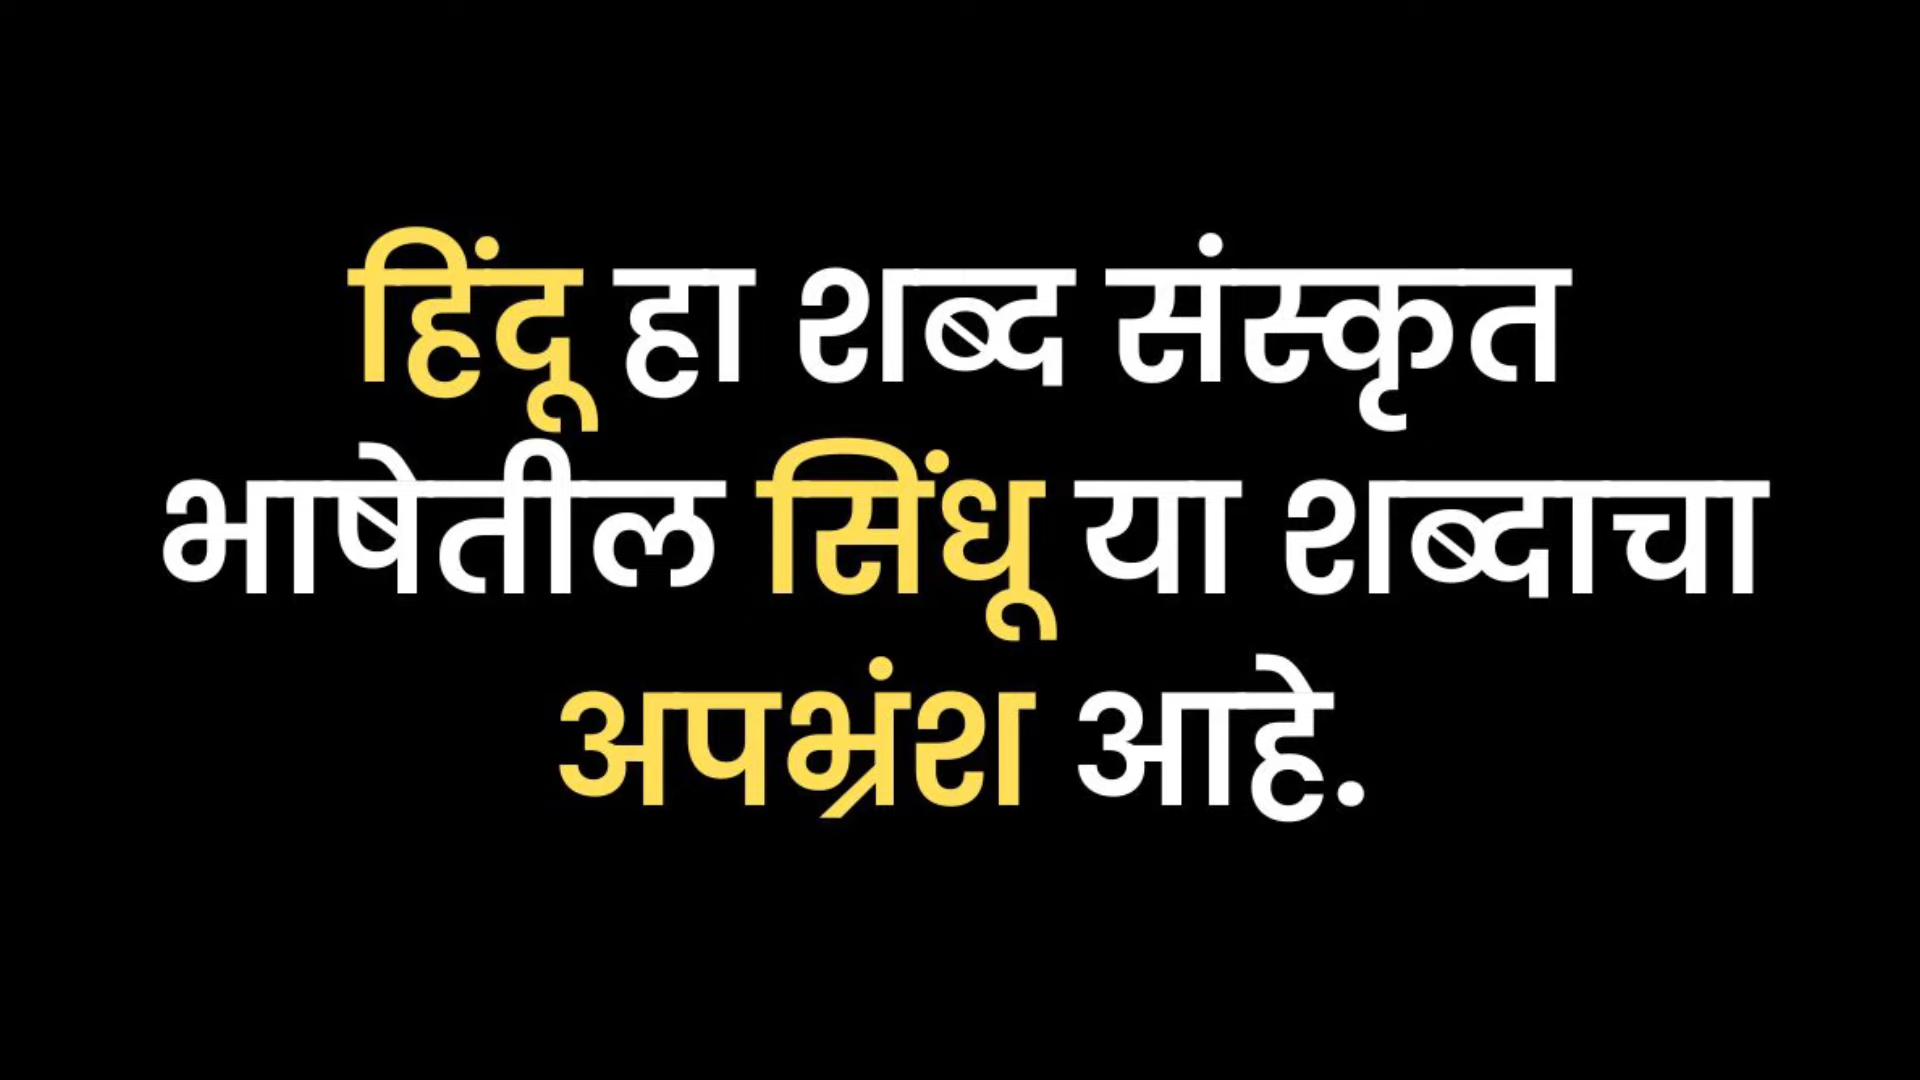 हिंदू हा शब्द संस्कृत
भाषेतील सिंधू या शब्दाचा
अपभ्रंश आहे.